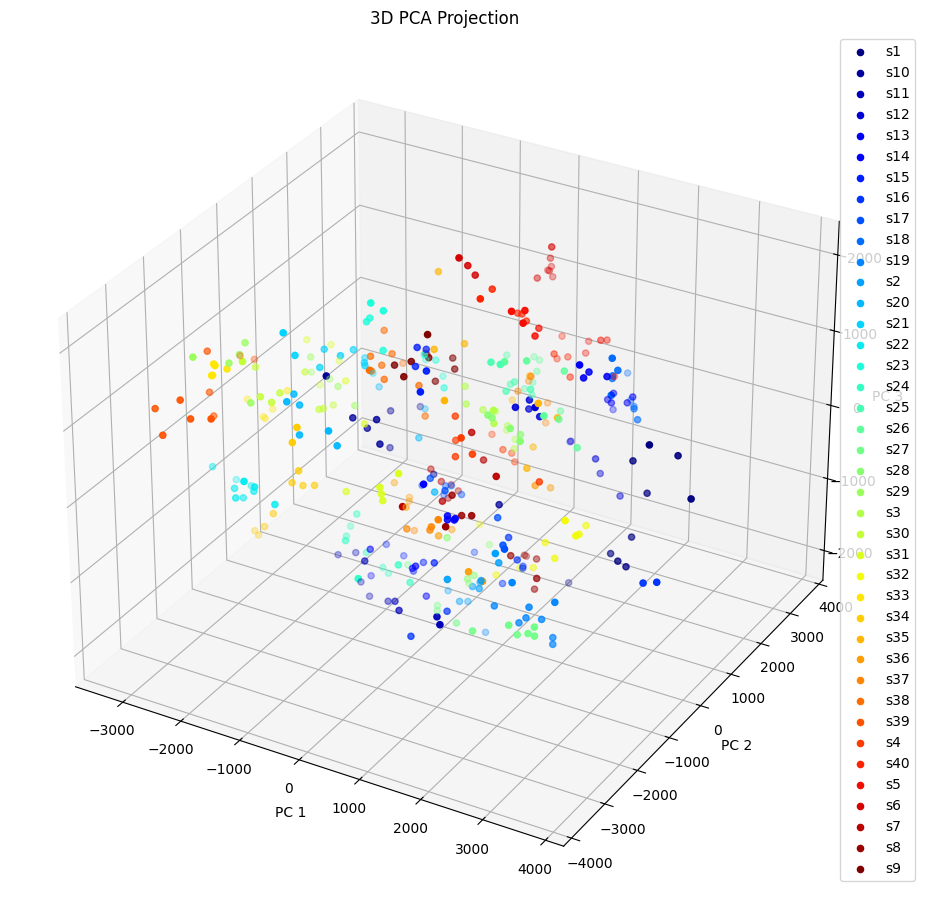 3D PCA Projection
s1
s10
s11
s12
s13
s14
s15
s16
s17
s18
s19
s2
s20
s21
s22
s23
s24
s25
s26
s27
s28
s29
s3
s30
s31
s32
s33
s34
s35
s36
s37
s38
s39
s4
s40
s5
s6
s7
s8
s9
2000
1000
0
−1000
−2000
PC 3
4000
3000
2000
1000
0
−1000
−2000
−3000
−4000
PC 2
−3000
−2000
−1000
0
1000
2000
3000
4000
PC 1